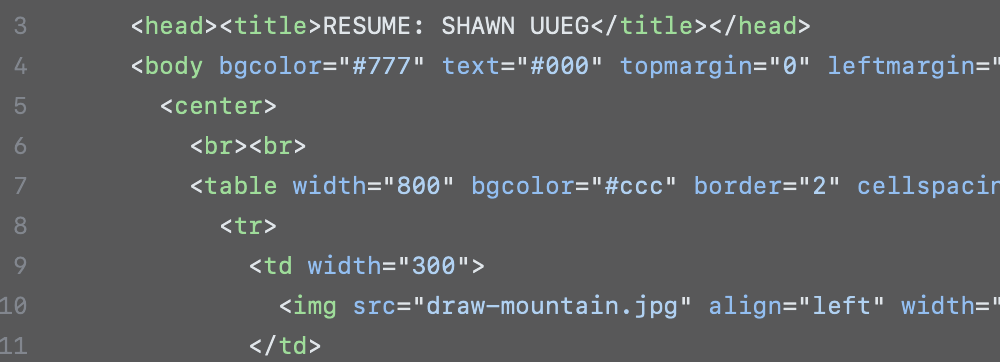 3 <head><title>RESUME: SHAWN UUEG</title></head>
4 <body bgcolor="#777" text="#000" topmargin="0" leftmargin="
5 <center>
6 <br><br>
7 <table width="800" bgcolor="#ccc" border="2" cellspacin
8 <tr>
9 <td width="300">
10 <img src="draw-mountain.jpg" align="left" width="
11 </td>